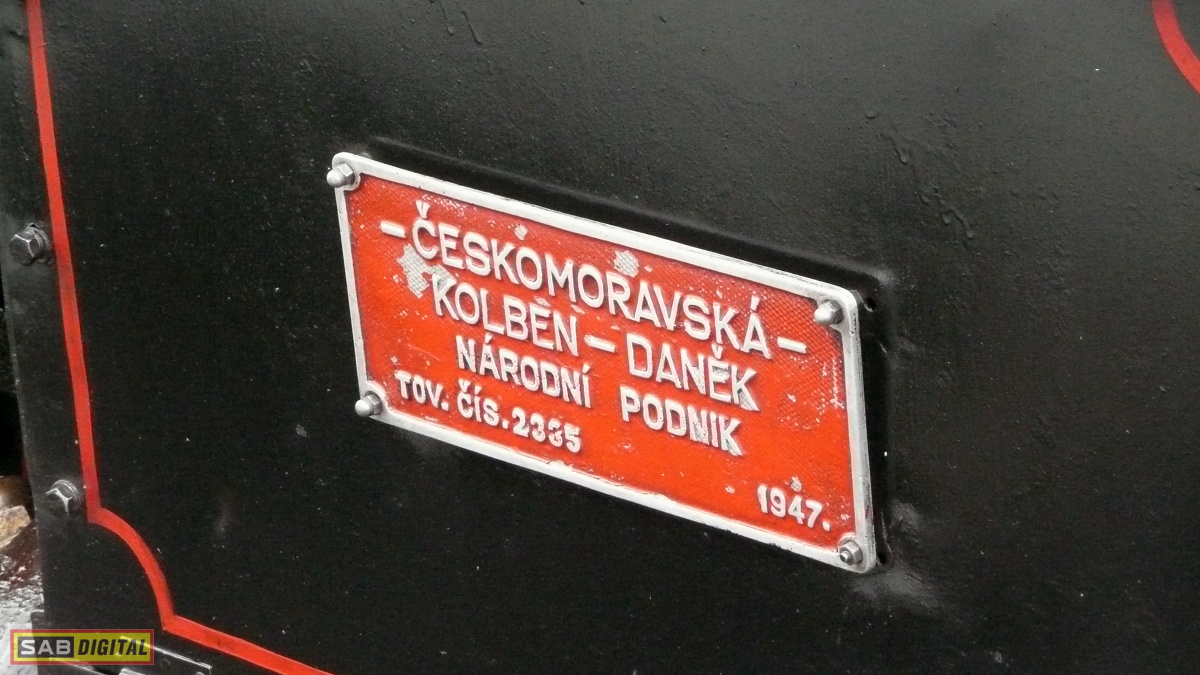 - ČESKOMORAVSKÁ -
KOLBEN - DANĚK
NÁRODNÍ PODNIK
TOV. ČÍS. 2335
1947.
SAB DIGITAL